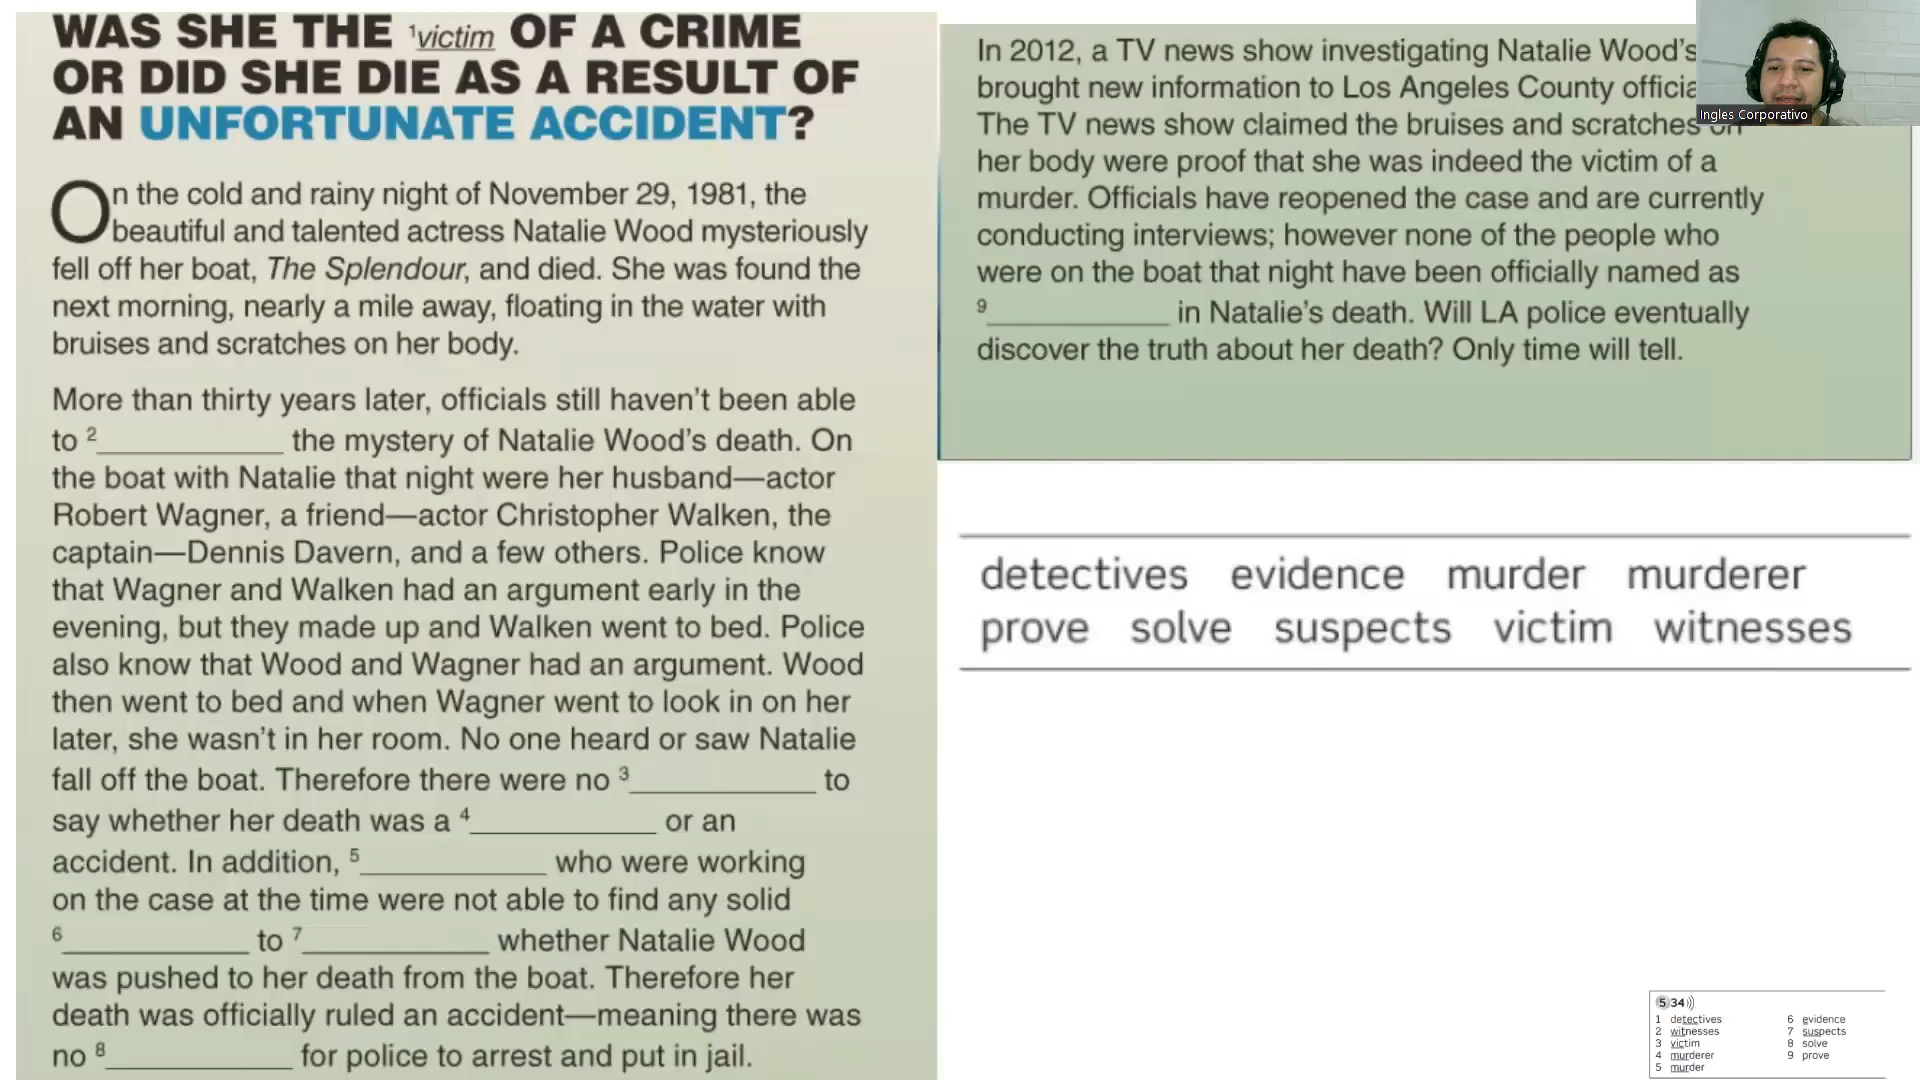 WAS SHE THE ¹victim OF A CRIME
OR DID SHE DIE AS A RESULT OF
AN UNFORTUNATE ACCIDENT?
On the cold and rainy night of November 29, 1981, the
beautiful and talented actress Natalie Wood mysteriously
fell off her boat, The Splendour, and died. She was found the
next morning, nearly a mile away, floating in the water with
bruises and scratches on her body.
More than thirty years later, officials still haven't been able
to ²___________ the mystery of Natalie Wood's death. On
the boat with Natalie that night were her husband—actor
Robert Wagner, a friend—actor Christopher Walken, the
captain—Dennis Davern, and a few others. Police know
that Wagner and Walken had an argument early in the
evening, but they made up and Walken went to bed. Police
also know that Wood and Wagner had an argument. Wood
then went to bed and when Wagner went to look in on her
later, she wasn't in her room. No one heard or saw Natalie
fall off the boat. Therefore there were no ³___________ to
say whether her death was a ⁴___________ or an
accident. In addition, ⁵___________ who were working
on the case at the time were not able to find any solid
⁶___________ to ⁷___________ whether Natalie Wood
was pushed to her death from the boat. Therefore her
death was officially ruled an accident—meaning there was
no ⁸___________ for police to arrest and put in jail.
In 2012, a TV news show investigating Natalie Wood's
brought new information to Los Angeles County officia
The TV news show claimed the bruises and scratches on
her body were proof that she was indeed the victim of a
murder. Officials have reopened the case and are currently
conducting interviews; however none of the people who
were on the boat that night have been officially named as
⁹___________ in Natalie's death. Will LA police eventually
discover the truth about her death? Only time will tell.
Ingles Corporativo
detectives evidence murder murderer
prove solve suspects victim witnesses
5 34))
1 detectives
2 witnesses
3 victim
4 murderer
5 murder
6 evidence
7 suspects
8 solve
9 prove